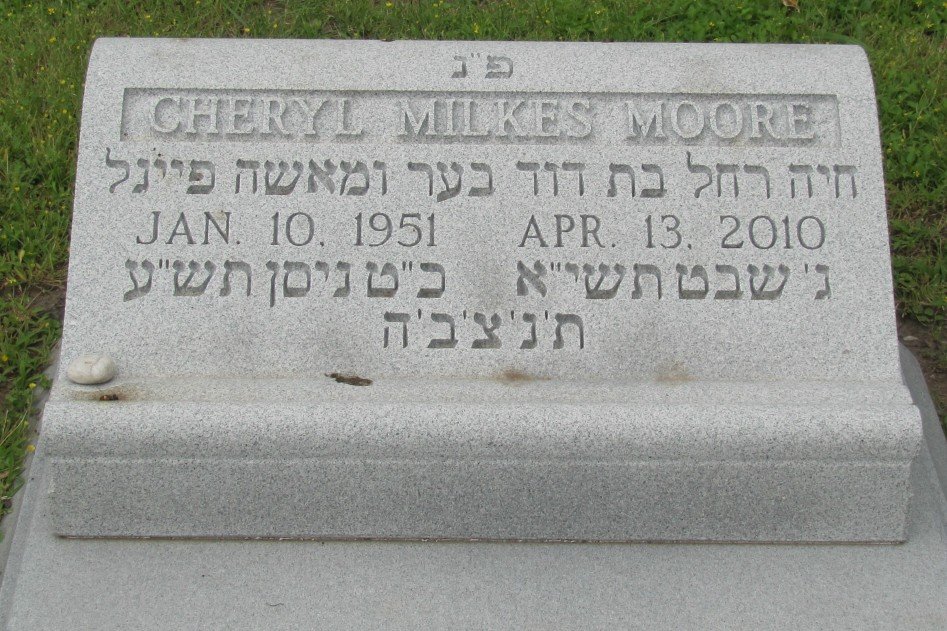 פ"נ
CHERYL MILKES MOORE
חיה רחל בת דוד בער ומאשה פייגל
JAN. 10, 1951 APR. 13, 2010
ג' שבט תשי"א כ"ט ניסן תש"ע
ת'נ'צ'ב'ה